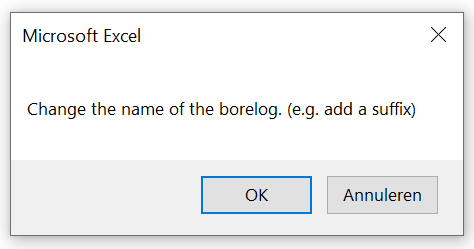 Microsoft Excel
Change the name of the borelog. (e.g. add a suffix)
OK Annuleren